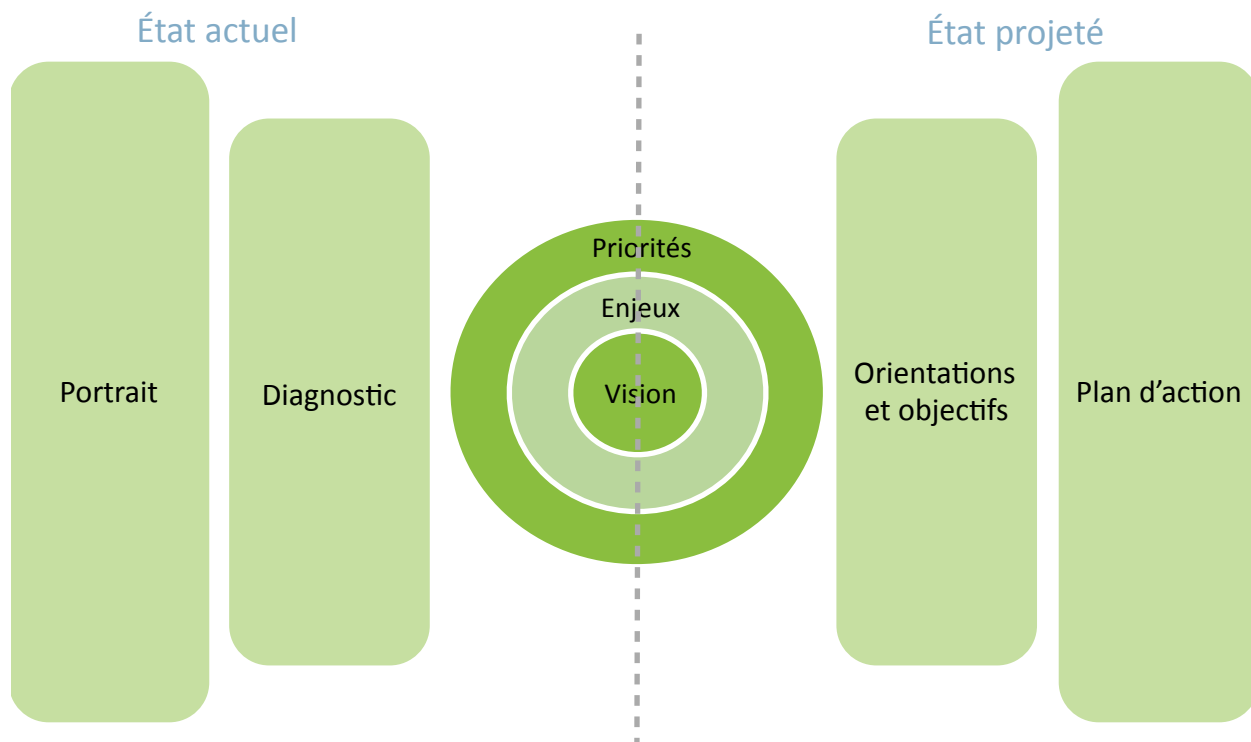 État actuel
État projeté
Portrait
Diagnostic
Priorités
Enjeux
Vision
Orientations
et objectifs
Plan d’action